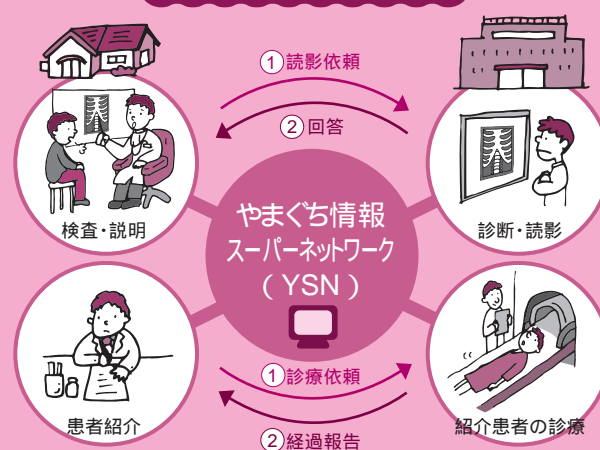 ①読影依頼
②回答
検査・説明
診断・読影
やまぐち情報
スーパーネットワーク
（YSN）
患者紹介
①診療依頼
②経過報告
紹介患者の診療